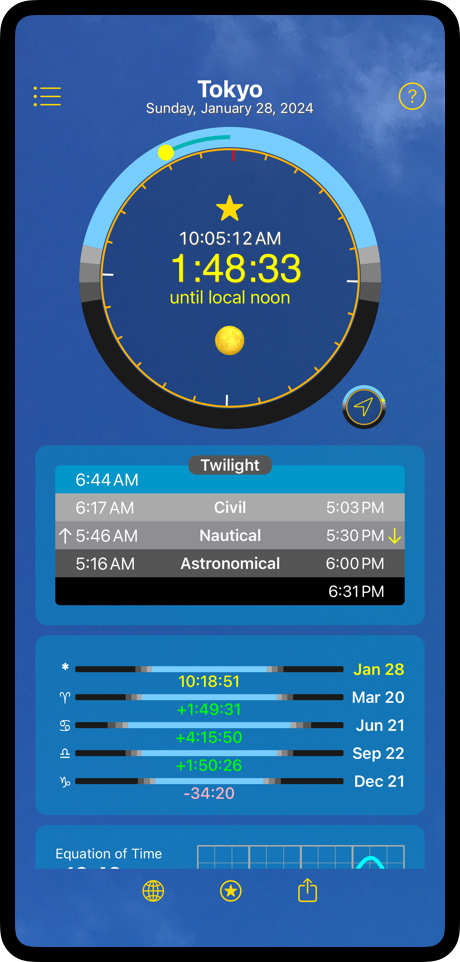 Tokyo
Sunday, January 28, 2024
?
10:05:12 AM
1:48:33
until local noon
Twilight
6:44 AM
6:17 AM Civil 5:03 PM
↑ 5:46 AM Nautical 5:30 PM ↓
5:16 AM Astronomical 6:00 PM
6:31 PM
* Jan 28
10:18:51
♈ Mar 20
+1:49:31
♋ Jun 21
+4:15:50
♎ Sep 22
+1:50:26
♑ Dec 21
-34:20
Equation of Time